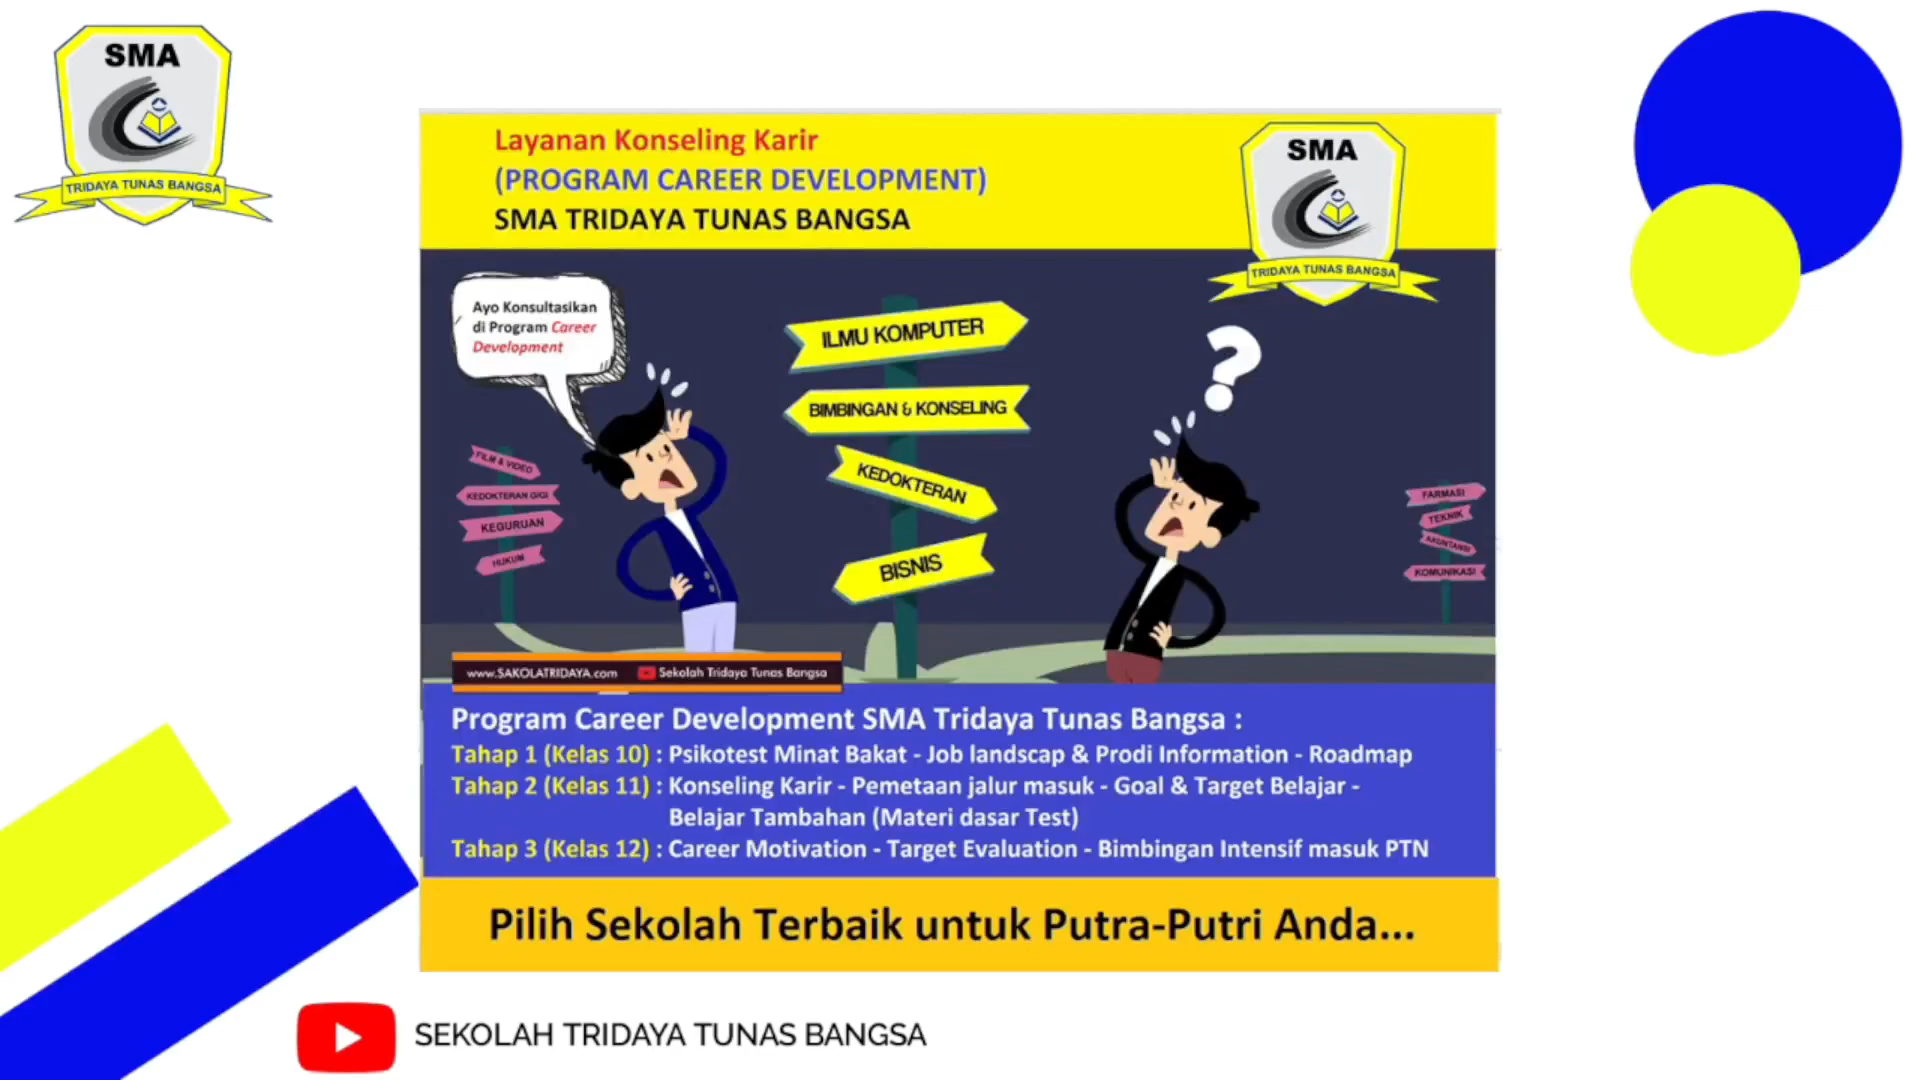 SMA
TRIDAYA TUNAS BANGSA
Layanan Konseling Karir
(PROGRAM CAREER DEVELOPMENT)
SMA TRIDAYA TUNAS BANGSA
SMA
TRIDAYA TUNAS BANGSA
Ayo Konsultasikan
di Program Career
Development
ILMU KOMPUTER
BIMBINGAN & KONSELING
KEDOKTERAN
BISNIS
FILM & VIDEO
KEDOKTERAN GIGI
KEGURUAN
HUKUM
?
FARMASI
TEKNIK
AKUNTANSI
KOMUNIKASI
www.SAKOLATRIDAYA.com Sekolah Tridaya Tunas Bangsa
Program Career Development SMA Tridaya Tunas Bangsa :
Tahap 1 (Kelas 10) : Psikotest Minat Bakat - Job landscap & Prodi Information - Roadmap
Tahap 2 (Kelas 11) : Konseling Karir - Pemetaan jalur masuk - Goal & Target Belajar -
Belajar Tambahan (Materi dasar Test)
Tahap 3 (Kelas 12) : Career Motivation - Target Evaluation - Bimbingan Intensif masuk PTN
Pilih Sekolah Terbaik untuk Putra-Putri Anda...
SEKOLAH TRIDAYA TUNAS BANGSA